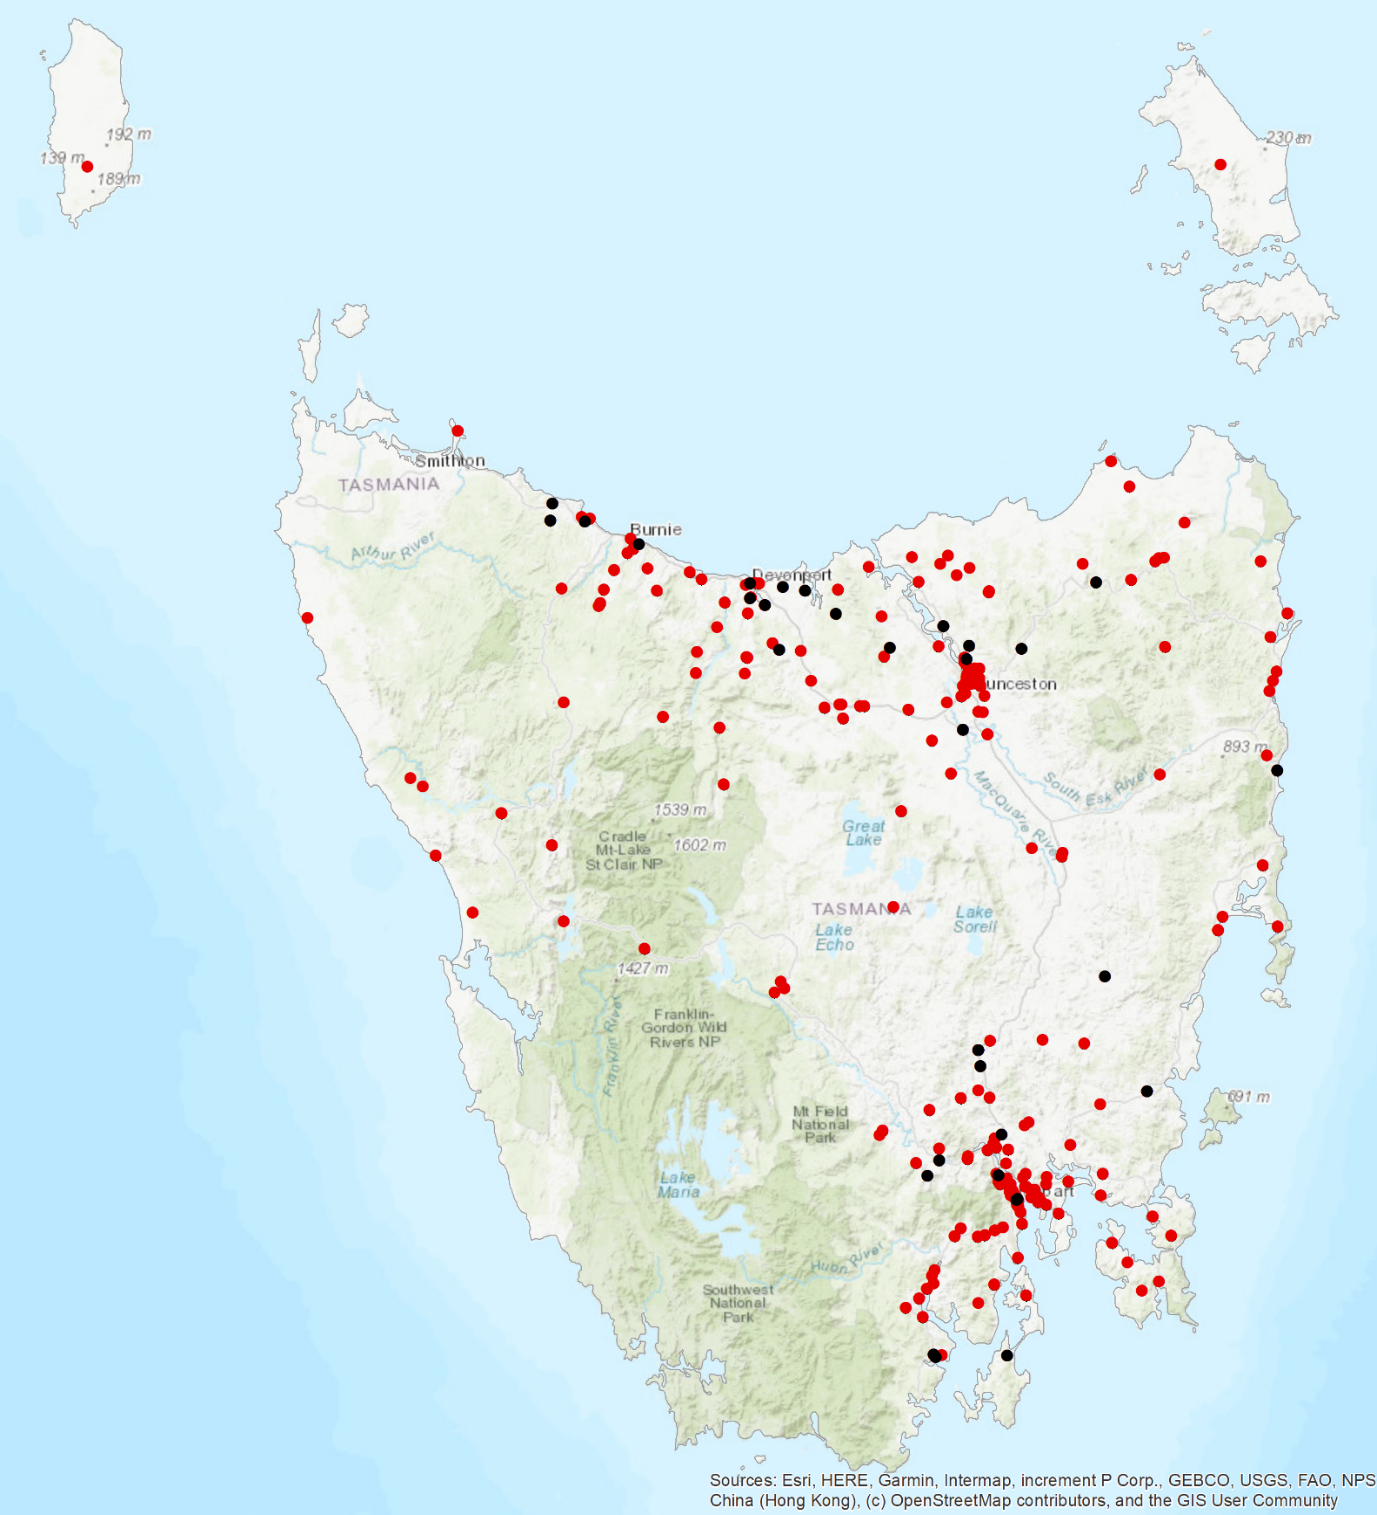 192 m
230 m
139 m
189 m
Smithton
TASMANIA
Burnie
Arthur River
Devonport
unceston
893 m
South Esk River
MacQuarie River
1539 m
Great
Lake
Cradle
Mt-Lake
St Clair NP
1602 m
TASMANIA
Lake
Sorell
Lake
Echo
1427 m
Franklin-
Gordon Wild
Rivers NP
Franklin River
691 m
Mt Field
National
Park
Lake
Maria
art
Huon River
Southwest
National
Park
Sources: Esri, HERE, Garmin, Intermap, increment P Corp., GEBCO, USGS, FAO, NPS
China (Hong Kong), (c) OpenStreetMap contributors, and the GIS User Community